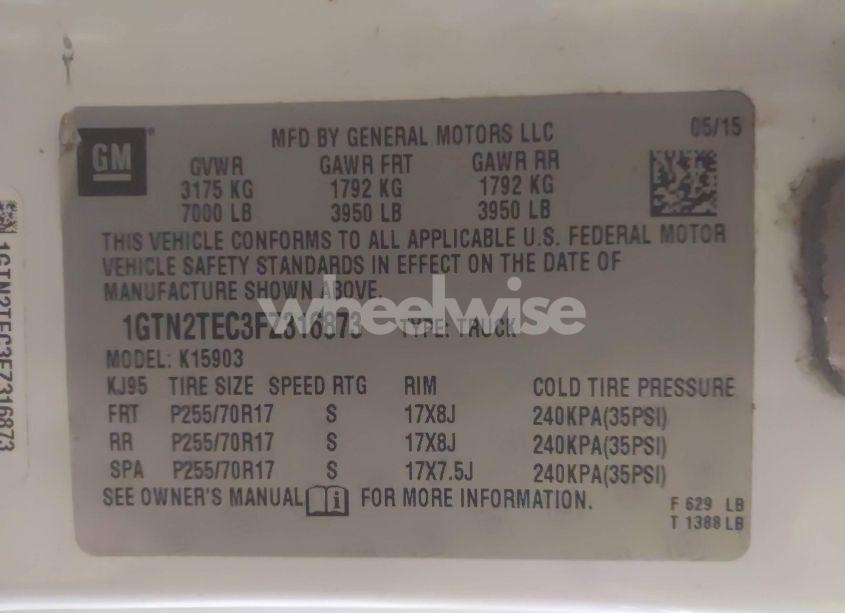 GM
MFD BY GENERAL MOTORS LLC 05/15
GVWR GAWR FRT GAWR RR
3175 KG 1792 KG 1792 KG
7000 LB 3950 LB 3950 LB
THIS VEHICLE CONFORMS TO ALL APPLICABLE U.S. FEDERAL MOTOR
VEHICLE SAFETY STANDARDS IN EFFECT ON THE DATE OF
MANUFACTURE SHOWN ABOVE.
wheelwise
1GTN2TEC3FZ316873 TYPE: TRUCK
MODEL: K15903
KJ95 TIRE SIZE SPEED RTG RIM COLD TIRE PRESSURE
FRT P255/70R17 S 17X8J 240KPA(35PSI)
RR P255/70R17 S 17X8J 240KPA(35PSI)
SPA P255/70R17 S 17X7.5J 240KPA(35PSI)
SEE OWNER'S MANUAL i FOR MORE INFORMATION.
F 629 LB
T 1388 LB
1GTN2TEC3FZ316873